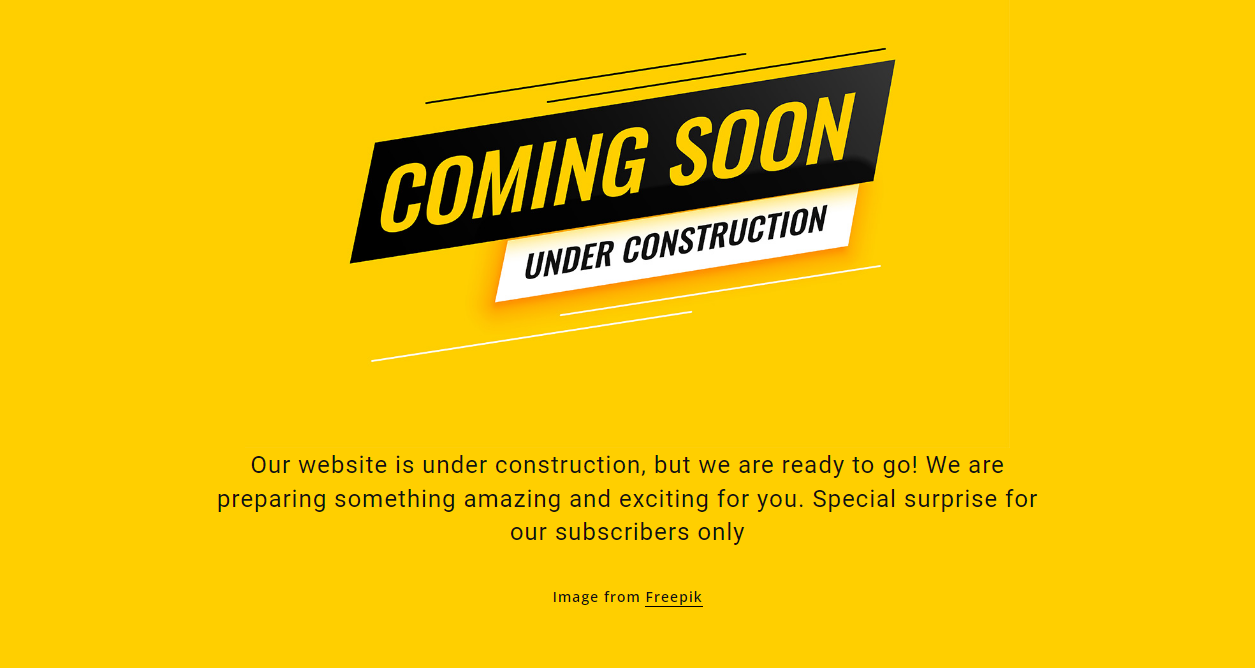 COMING SOON
UNDER CONSTRUCTION
Our website is under construction, but we are ready to go! We are
preparing something amazing and exciting for you. Special surprise for
our subscribers only
Image from Freepik